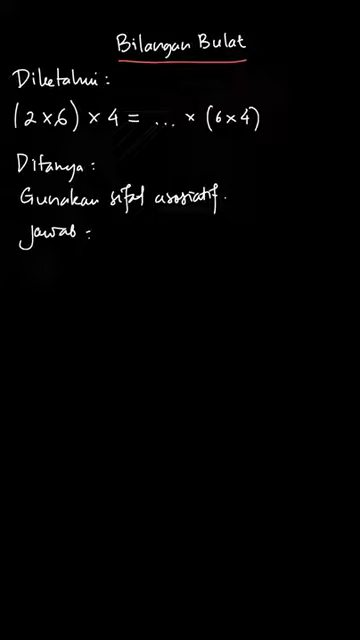 Bilangan Bulat
Diketahui :
(2 × 6) × 4 = ... × (6 × 4)
Ditanya :
Gunakan sifat asosiatif.
Jawab :